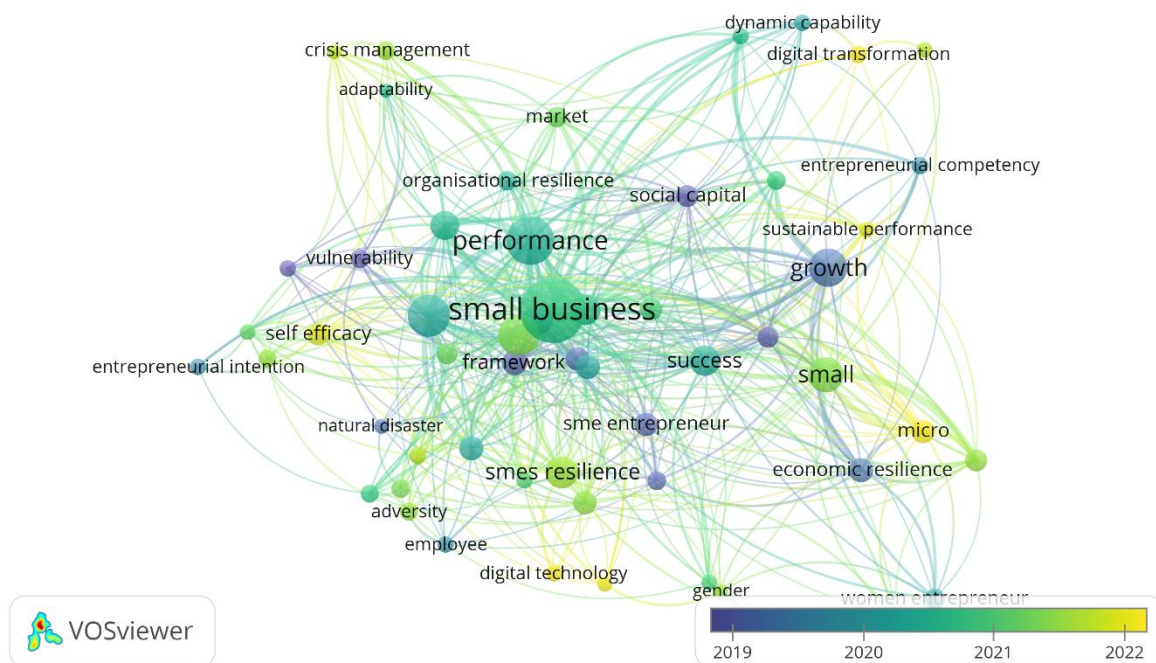 dynamic capability
crisis management
digital transformation
adaptability
market
entrepreneurial competency
organisational resilience
social capital
sustainable performance
performance
vulnerability
growth
small business
self efficacy
framework
success
entrepreneurial intention
small
natural disaster
sme entrepreneur
micro
smes resilience
economic resilience
adversity
employee
digital technology
gender
women entrepreneur
VOSviewer
2019 2020 2021 2022